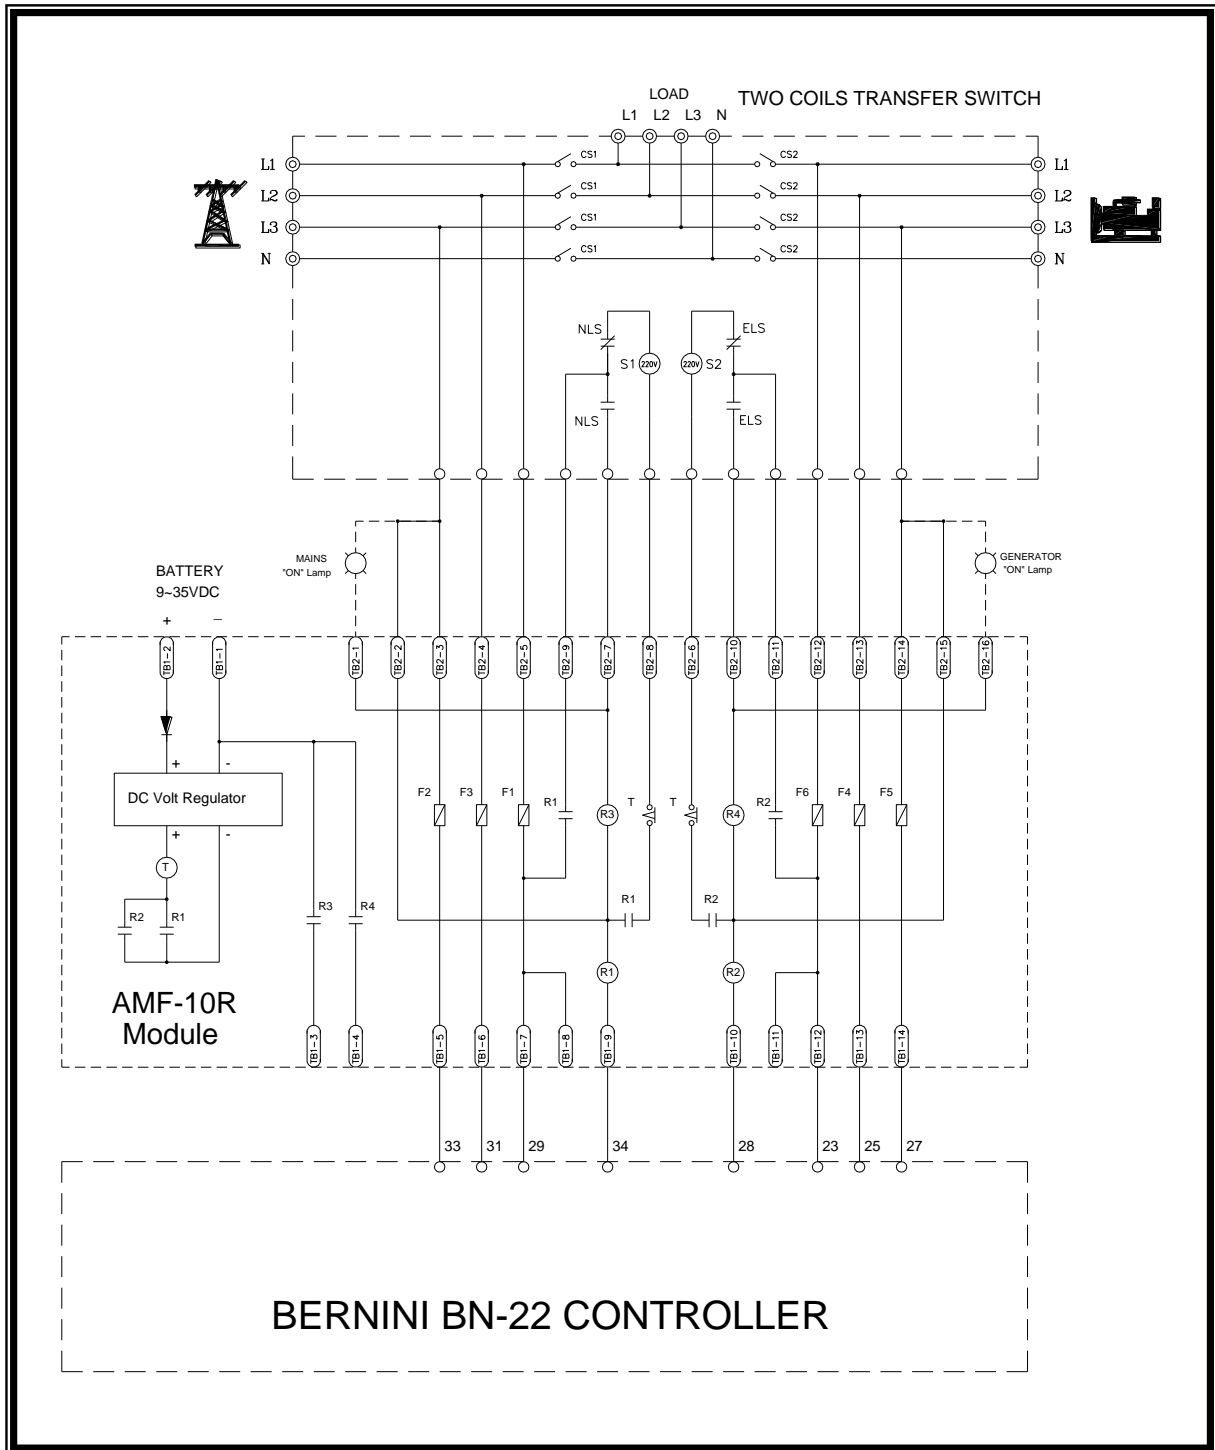 LOAD
TWO COILS TRANSFER SWITCH
L1 L2 L3 N
L1 CS1 CS2 L1
L2 CS1 CS2 L2
L3 CS1 CS2 L3
N CS1 CS2 N
NLS ELS
S1 220V 220V S2
NLS ELS
MAINS
"ON" Lamp
GENERATOR
"ON" Lamp
BATTERY
9~35VDC
+ −
TB1-2 TB1-1 TB2-1 TB2-2 TB2-3 TB2-4 TB2-5 TB2-9 TB2-7 TB2-8 TB2-6 TB2-10 TB2-11 TB2-12 TB2-13 TB2-14 TB2-15 TB2-16
+ -
DC Volt Regulator
+ -
F2 F3 F1 R1 R3 T T R4 R2 F6 F4 F5
T
R2 R1 R3 R4 R1 R2
R1 R2
AMF-10R
Module
TB1-3 TB1-4 TB1-5 TB1-6 TB1-7 TB1-8 TB1-9 TB1-10 TB1-11 TB1-12 TB1-13 TB1-14
33 31 29 34 28 23 25 27
BERNINI BN-22 CONTROLLER